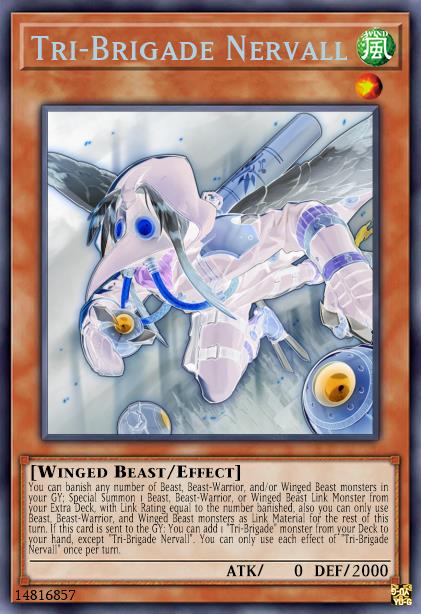 TRI-BRIGADE NERVALL
WIND
風
[WINGED BEAST/EFFECT]
You can banish any number of Beast, Beast-Warrior, and/or Winged Beast monsters in
your GY; Special Summon 1 Beast, Beast-Warrior, or Winged Beast Link Monster from
your Extra Deck, with Link Rating equal to the number banished, also you can only use
Beast, Beast-Warrior, and Winged Beast monsters as Link Material for the rest of this
turn. If this card is sent to the GY: You can add 1 "Tri-Brigade" monster from your Deck to
your hand, except "Tri-Brigade Nervall". You can only use each effect of "Tri-Brigade
Nervall" once per turn.
ATK/ 0 DEF/2000
14816857